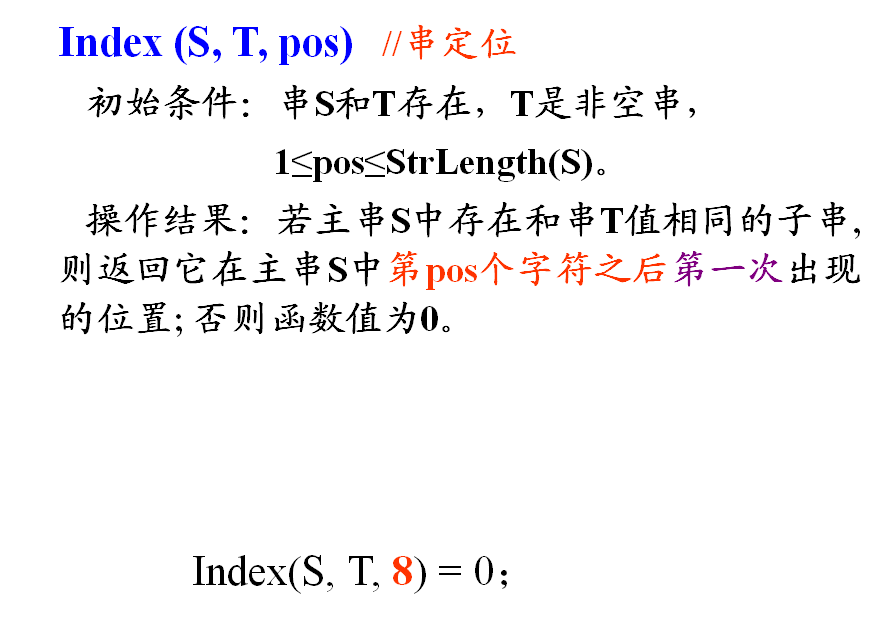 Index (S, T, pos) //串定位
初始条件：串S和T存在，T是非空串，
1≤pos≤StrLength(S)。
操作结果：若主串S中存在和串T值相同的子串,
则返回它在主串S中第pos个字符之后第一次出现
的位置; 否则函数值为0。
Index(S, T, 8) = 0；